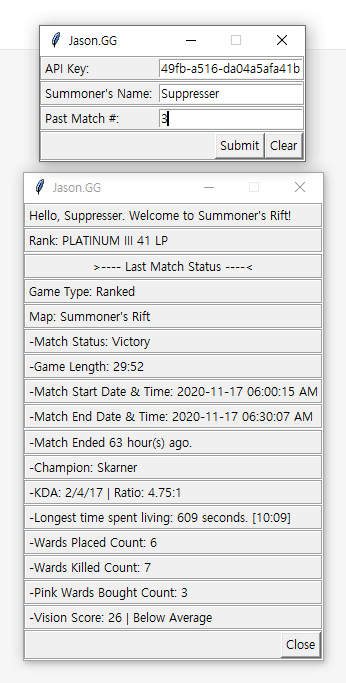 Jason.GG
API Key: 49fb-a516-da04a5afa41b
Summoner's Name: Suppresser
Past Match #: 3
Submit Clear
Jason.GG
Hello, Suppresser. Welcome to Summoner's Rift!
Rank: PLATINUM III 41 LP
>---- Last Match Status ----<
Game Type: Ranked
Map: Summoner's Rift
-Match Status: Victory
-Game Length: 29:52
-Match Start Date & Time: 2020-11-17 06:00:15 AM
-Match End Date & Time: 2020-11-17 06:30:07 AM
-Match Ended 63 hour(s) ago.
-Champion: Skarner
-KDA: 2/4/17 | Ratio: 4.75:1
-Longest time spent living: 609 seconds. [10:09]
-Wards Placed Count: 6
-Wards Killed Count: 7
-Pink Wards Bought Count: 3
-Vision Score: 26 | Below Average
Close